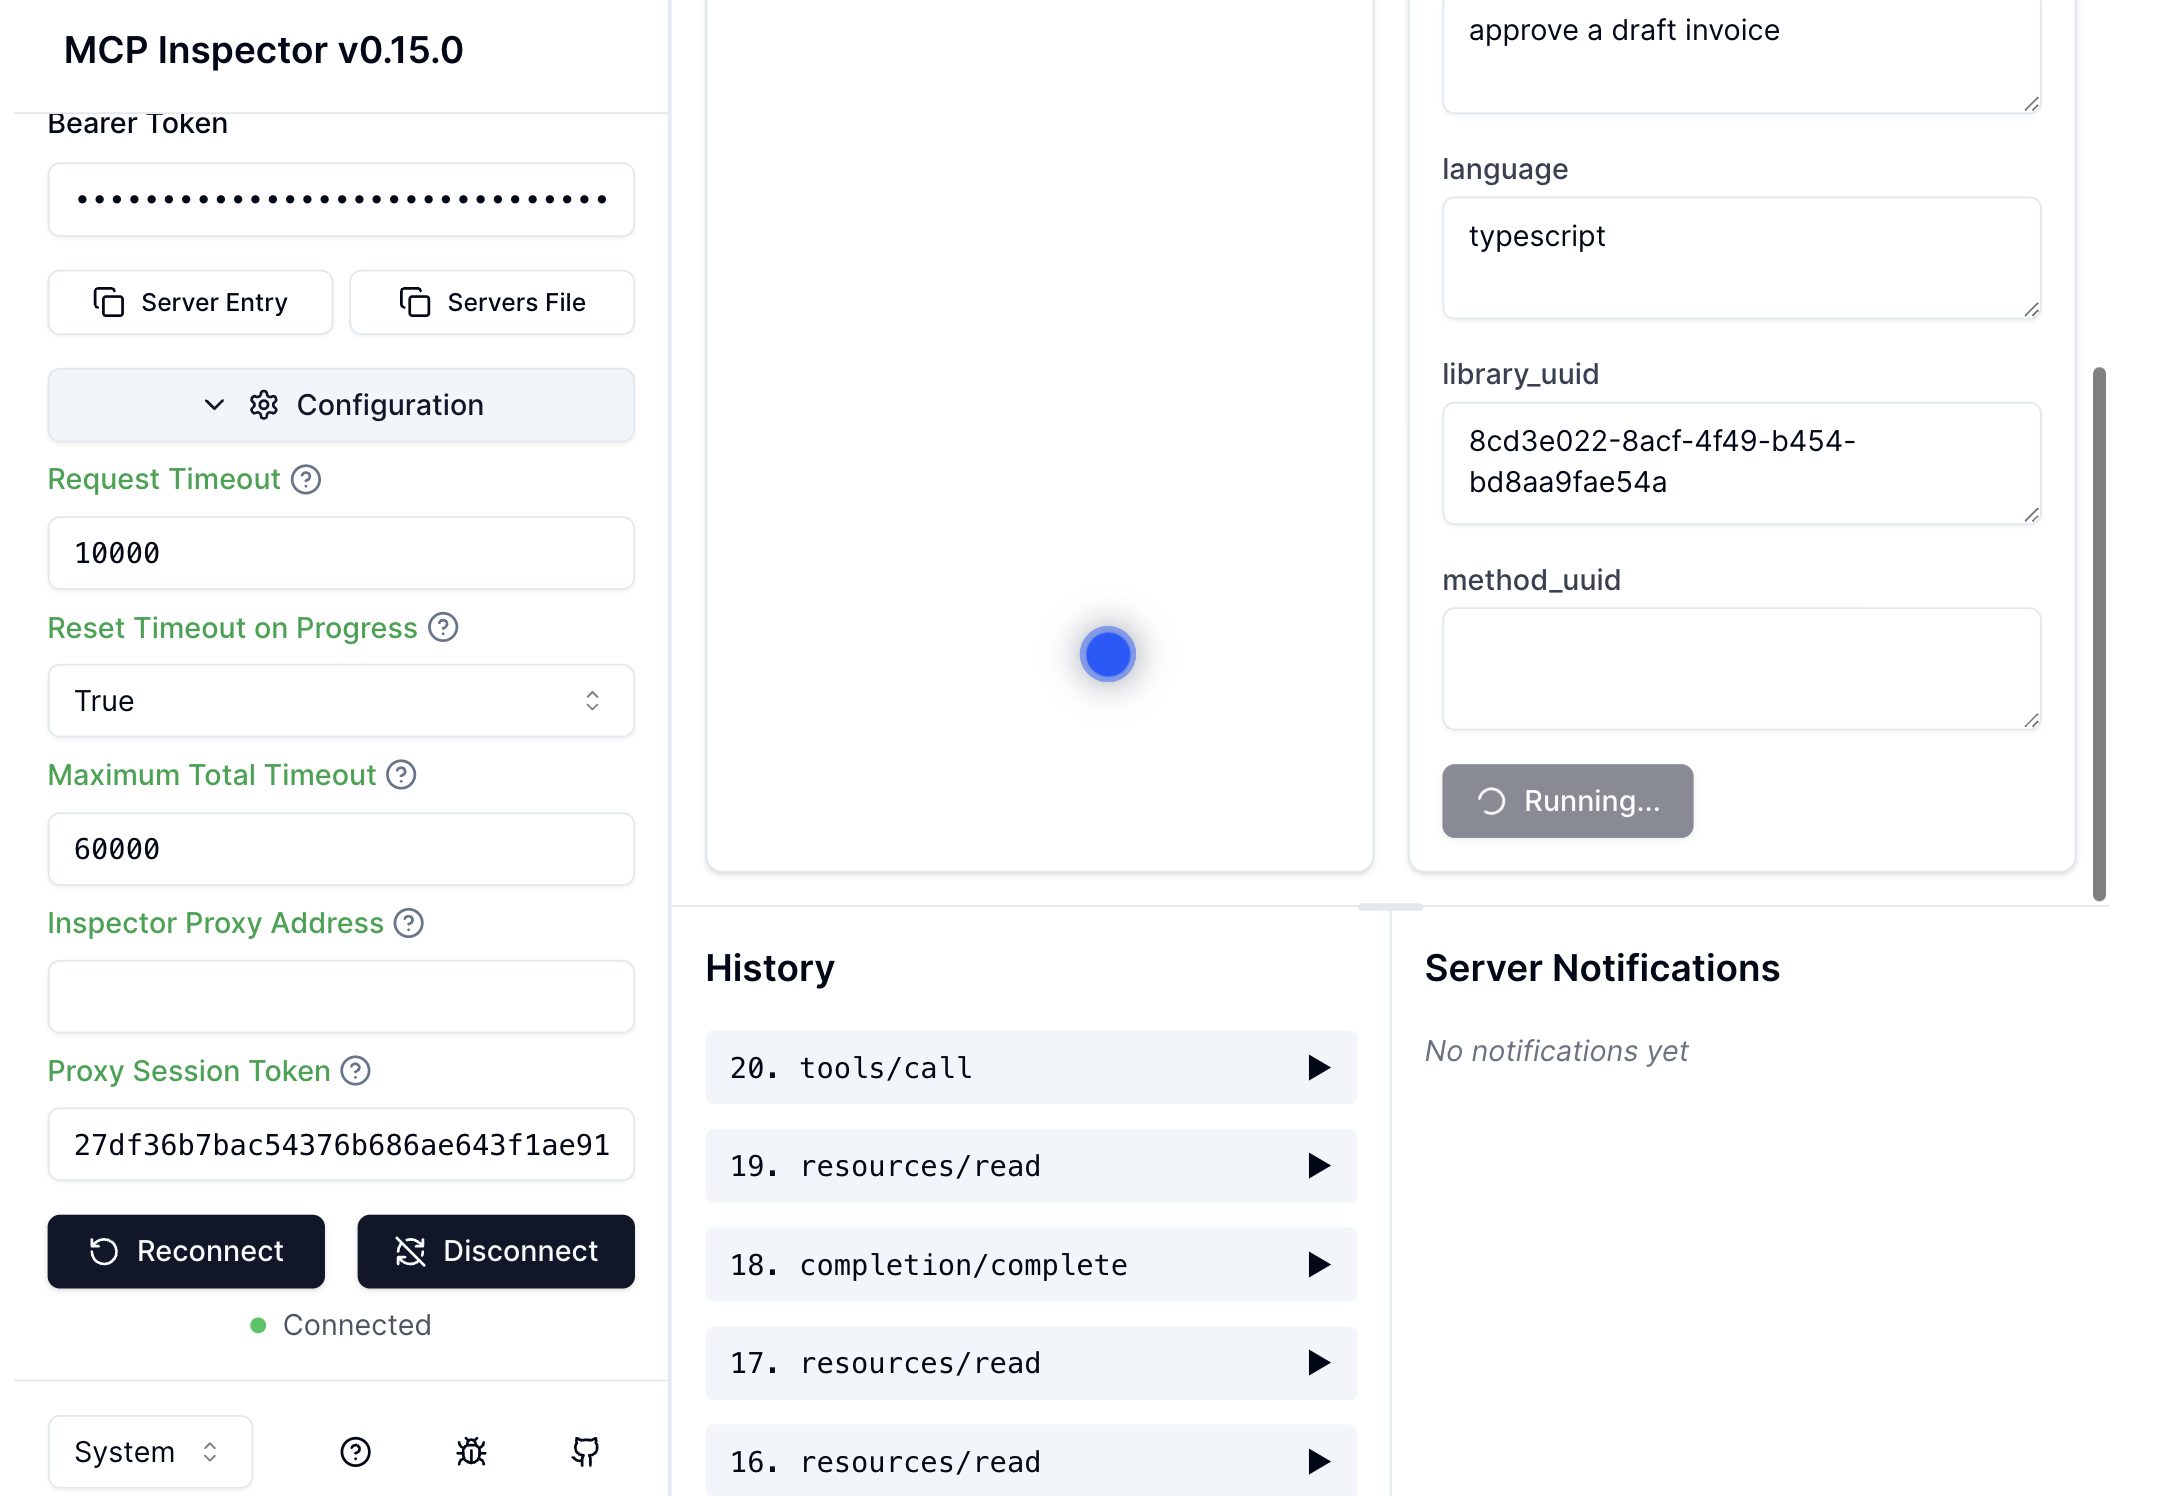 MCP Inspector v0.15.0
Bearer Token
••••••••••••••••••••••••••••••••
Server Entry
Servers File
Configuration
Request Timeout
10000
Reset Timeout on Progress
True
Maximum Total Timeout
60000
Inspector Proxy Address
Proxy Session Token
27df36b7bac54376b686ae643f1ae91
Reconnect
Disconnect
Connected
System
approve a draft invoice
language
typescript
library_uuid
8cd3e022-8acf-4f49-b454-
bd8aa9fae54a
method_uuid
Running...
History
20. tools/call
19. resources/read
18. completion/complete
17. resources/read
16. resources/read
Server Notifications
No notifications yet